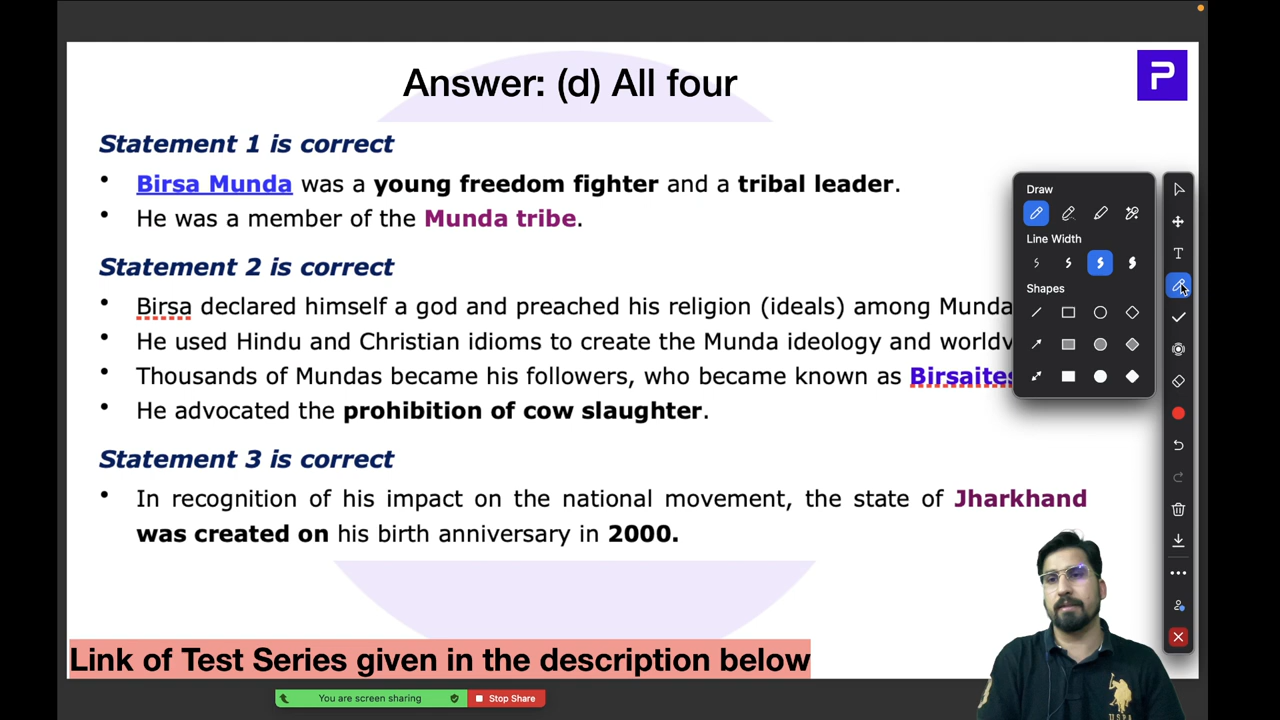 Answer: (d) All four
P
Statement 1 is correct
• Birsa Munda was a young freedom fighter and a tribal leader.
• He was a member of the Munda tribe.
Statement 2 is correct
• Birsa declared himself a god and preached his religion (ideals) among Munda
• He used Hindu and Christian idioms to create the Munda ideology and worldv
• Thousands of Mundas became his followers, who became known as Birsaites
• He advocated the prohibition of cow slaughter.
Statement 3 is correct
• In recognition of his impact on the national movement, the state of Jharkhand
was created on his birth anniversary in 2000.
Link of Test Series given in the description below
You are screen sharing
Stop Share
Draw
Line Width
Shapes
T